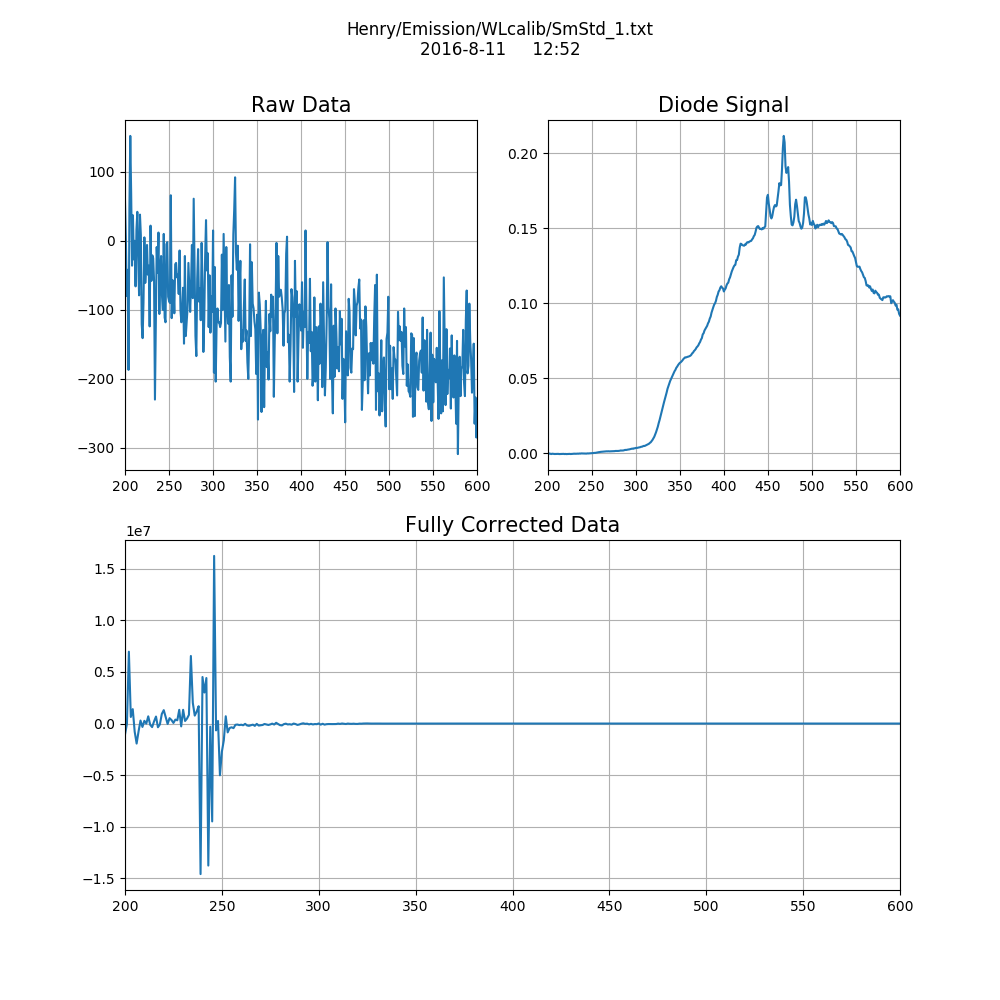 Henry/Emission/WLcalib/SmStd_1.txt
2016-8-11 12:52
Raw Data
100
0
−100
−200
−300
200 250 300 350 400 450 500 550 600
Diode Signal
0.20
0.15
0.10
0.05
0.00
200 250 300 350 400 450 500 550 600
Fully Corrected Data
1e7
1.5
1.0
0.5
0.0
−0.5
−1.0
−1.5
200 250 300 350 400 450 500 550 600